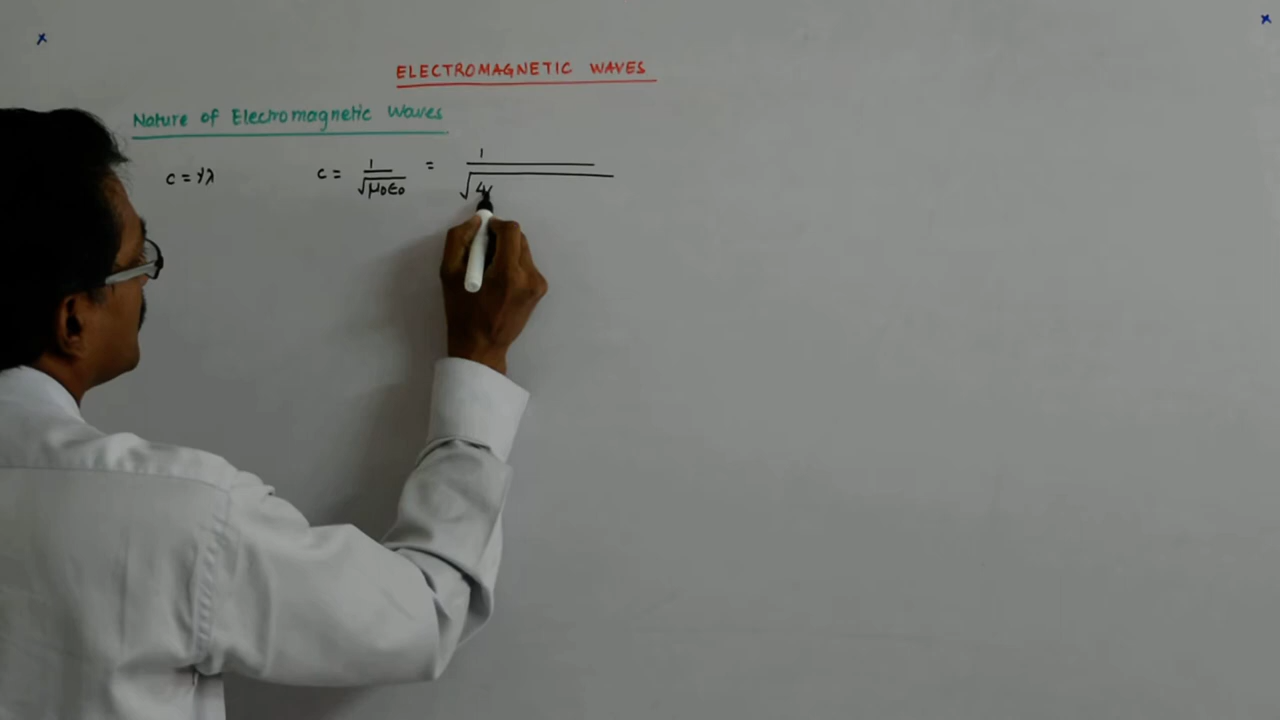 ELECTROMAGNETIC WAVES
Nature of Electromagnetic Waves
c = νλ c = 1/√μ₀ε₀ = 1/√4